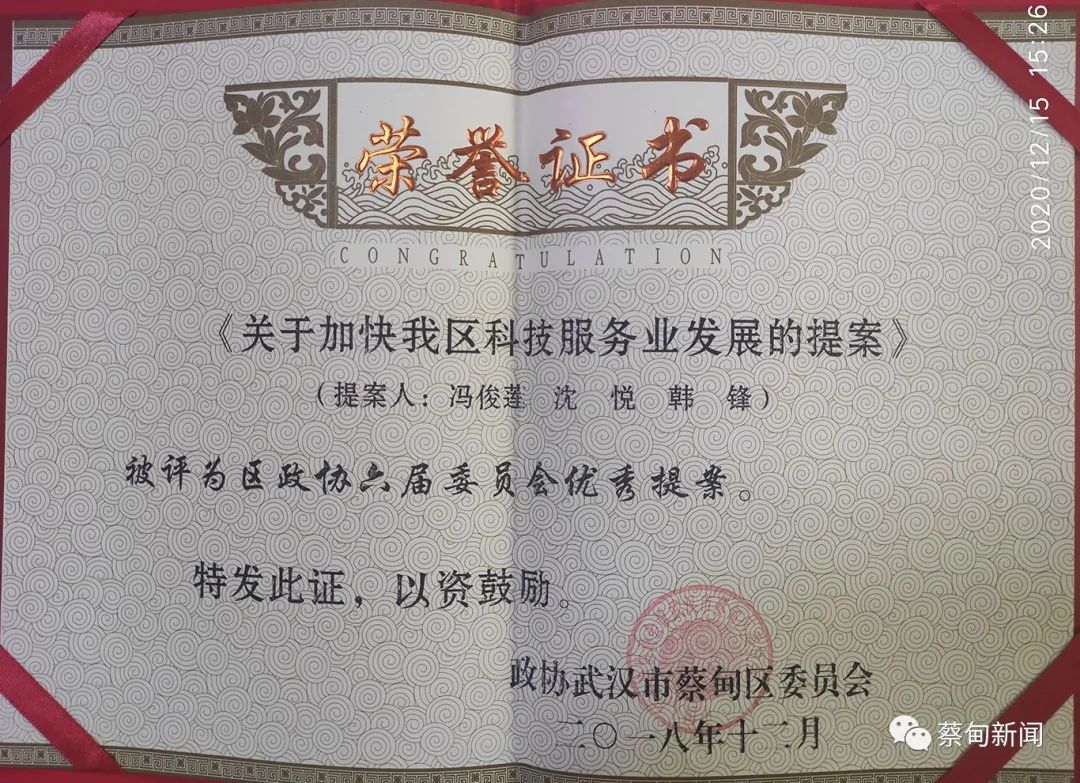 荣誉证书
CONGRATULATION
《关于加快我区科技服务业发展的提案》
（提案人：冯俊莲 沈 悦 韩 锋）
被评为区政协六届委员会优秀提案。
特发此证，以资鼓励。
政协武汉市蔡甸区委员会
二〇一八年十二月
2020/12/15 15:26
蔡甸新闻